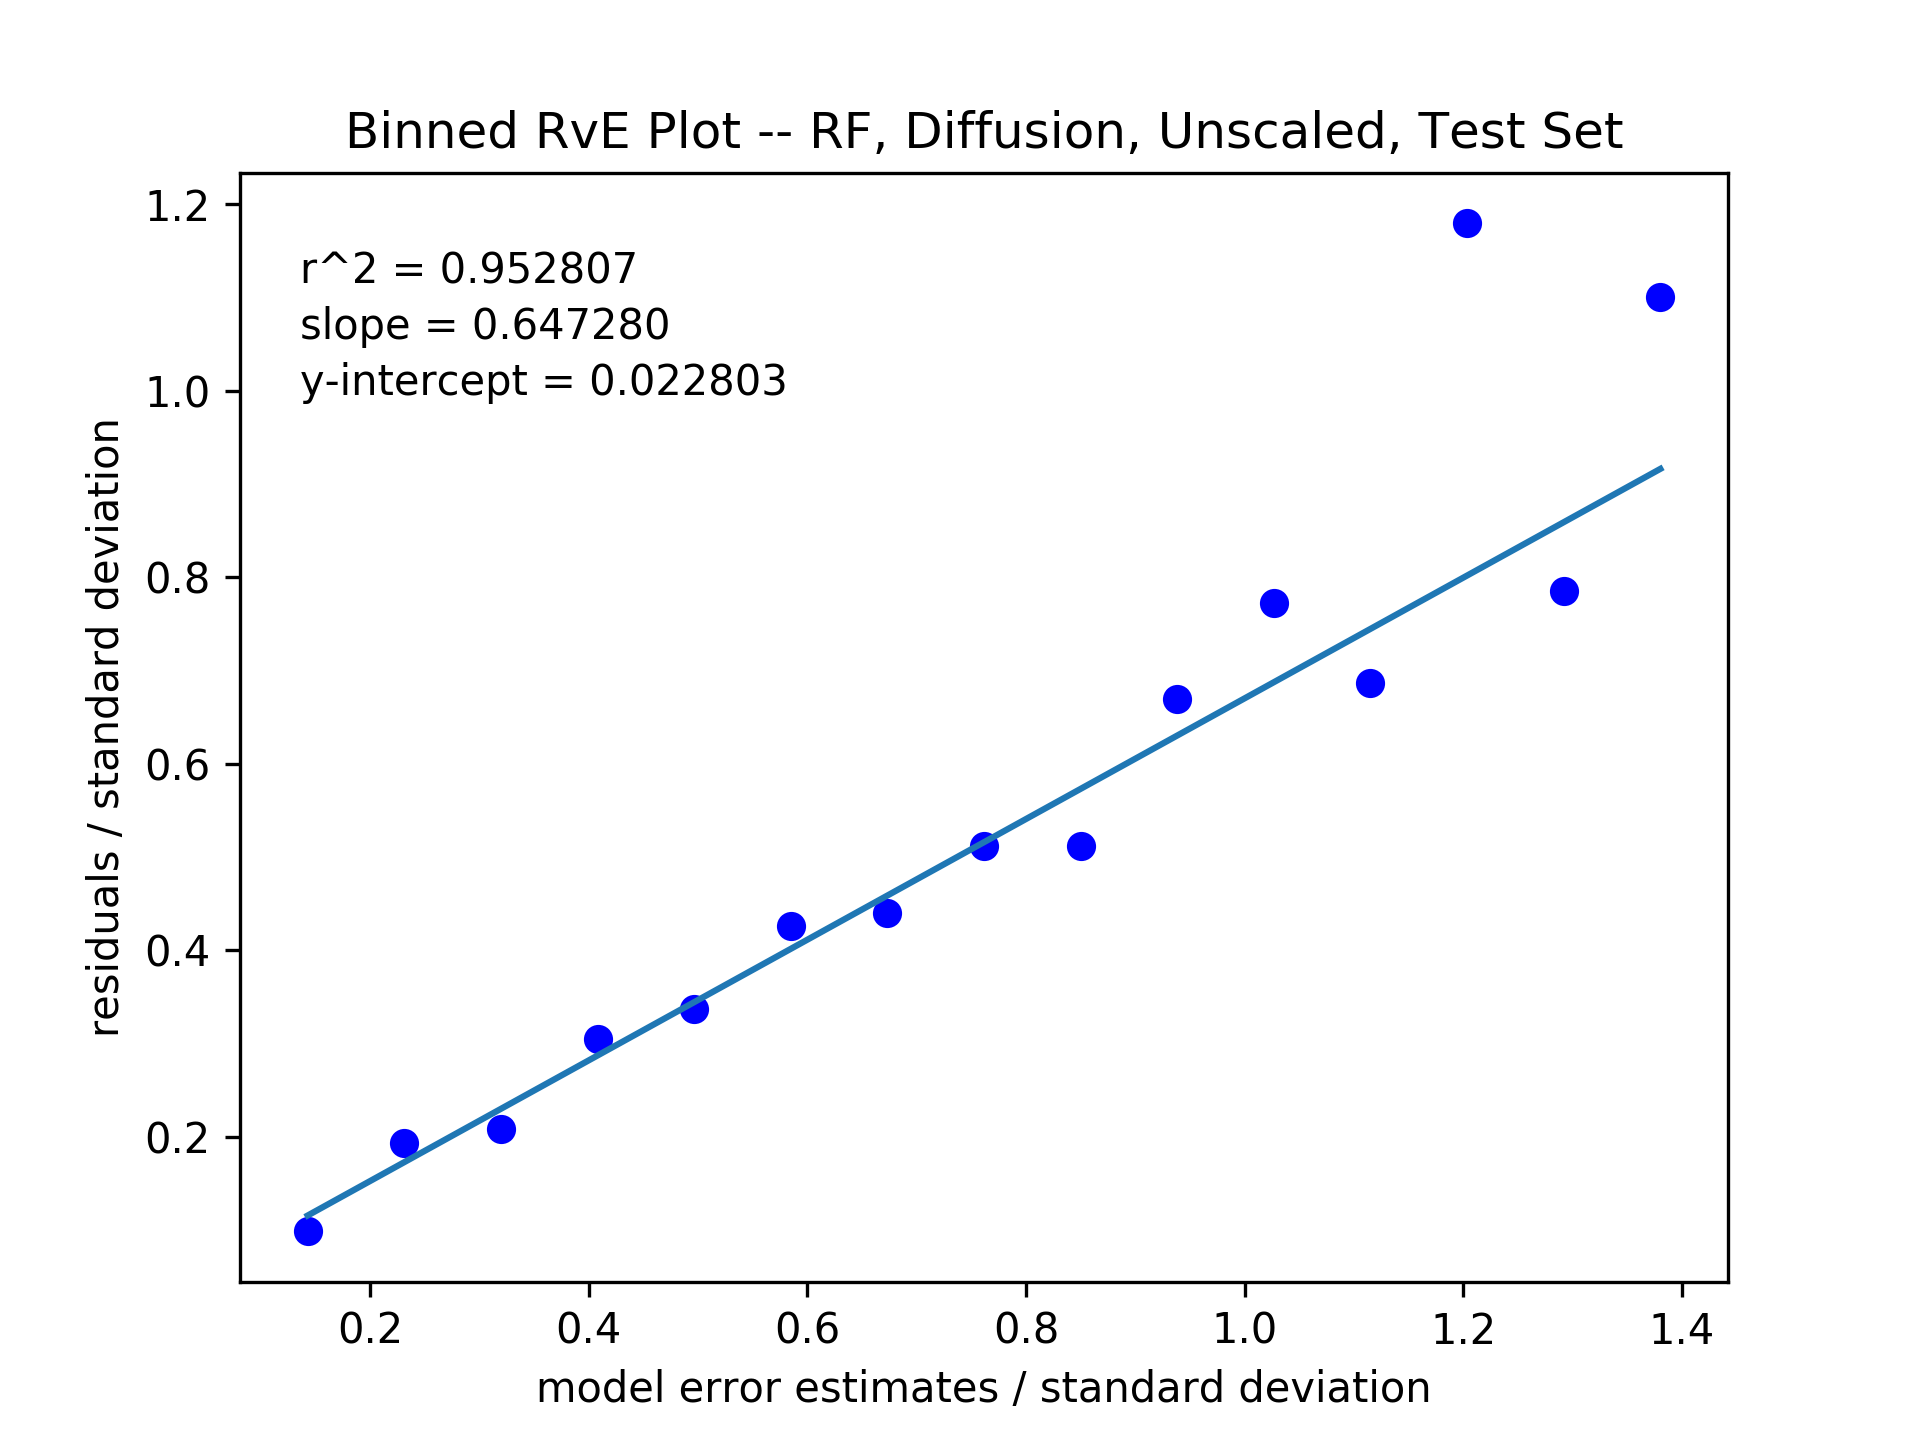 Binned RvE Plot -- RF, Diffusion, Unscaled, Test Set
r^2 = 0.952807
slope = 0.647280
y-intercept = 0.022803
residuals / standard deviation
1.2
1.0
0.8
0.6
0.4
0.2
0.2 0.4 0.6 0.8 1.0 1.2 1.4
model error estimates / standard deviation